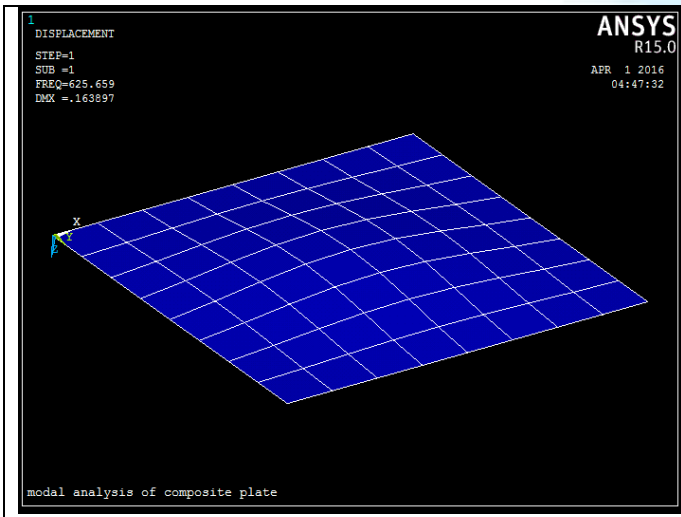 1
DISPLACEMENT
STEP=1
SUB =1
FREQ=625.659
DMX =.163897
ANSYS
R15.0
APR 1 2016
04:47:32
X
Y
Z
modal analysis of composite plate